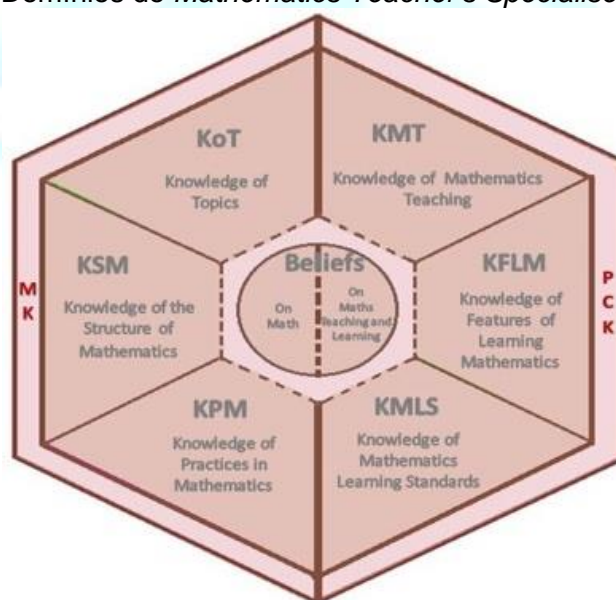 Domínios do Mathematics Teacher's Specialise
KoT
Knowledge of
Topics
KMT
Knowledge of Mathematics
Teaching
KSM
Knowledge of the
Structure of
Mathematics
Beliefs
On
Math
On
Maths
Teaching and
Learning
KFLM
Knowledge of
Features of
Learning
Mathematics
KPM
Knowledge of
Practices in
Mathematics
KMLS
Knowledge of
Mathematics
Learning Standards
M
K
P
C
K